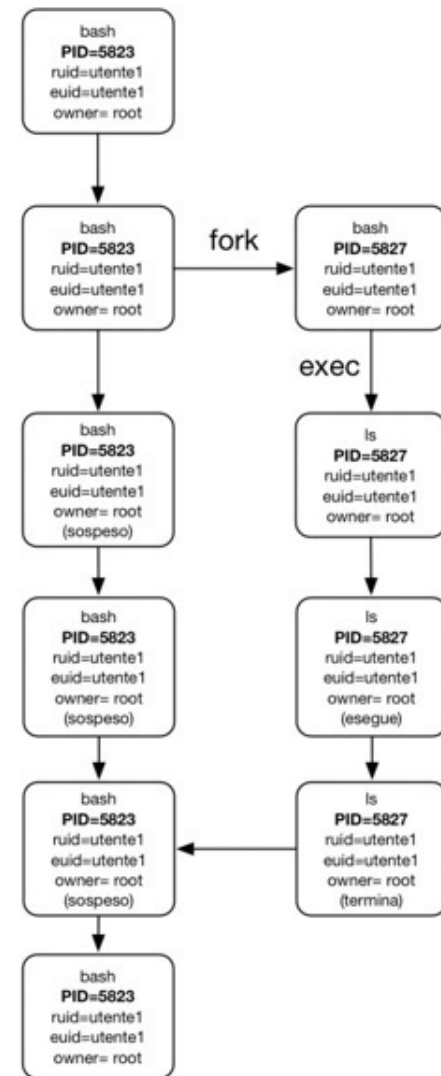 bash
PID=5823
ruid=utente1
euid=utente1
owner= root
bash
PID=5823
ruid=utente1
euid=utente1
owner= root
fork
bash
PID=5827
ruid=utente1
euid=utente1
owner= root
exec
bash
PID=5823
ruid=utente1
euid=utente1
owner= root
(sospeso)
ls
PID=5827
ruid=utente1
euid=utente1
owner= root
bash
PID=5823
ruid=utente1
euid=utente1
owner= root
(sospeso)
ls
PID=5827
ruid=utente1
euid=utente1
owner= root
(esegue)
bash
PID=5823
ruid=utente1
euid=utente1
owner= root
(sospeso)
ls
PID=5827
ruid=utente1
euid=utente1
owner= root
(termina)
bash
PID=5823
ruid=utente1
euid=utente1
owner= root